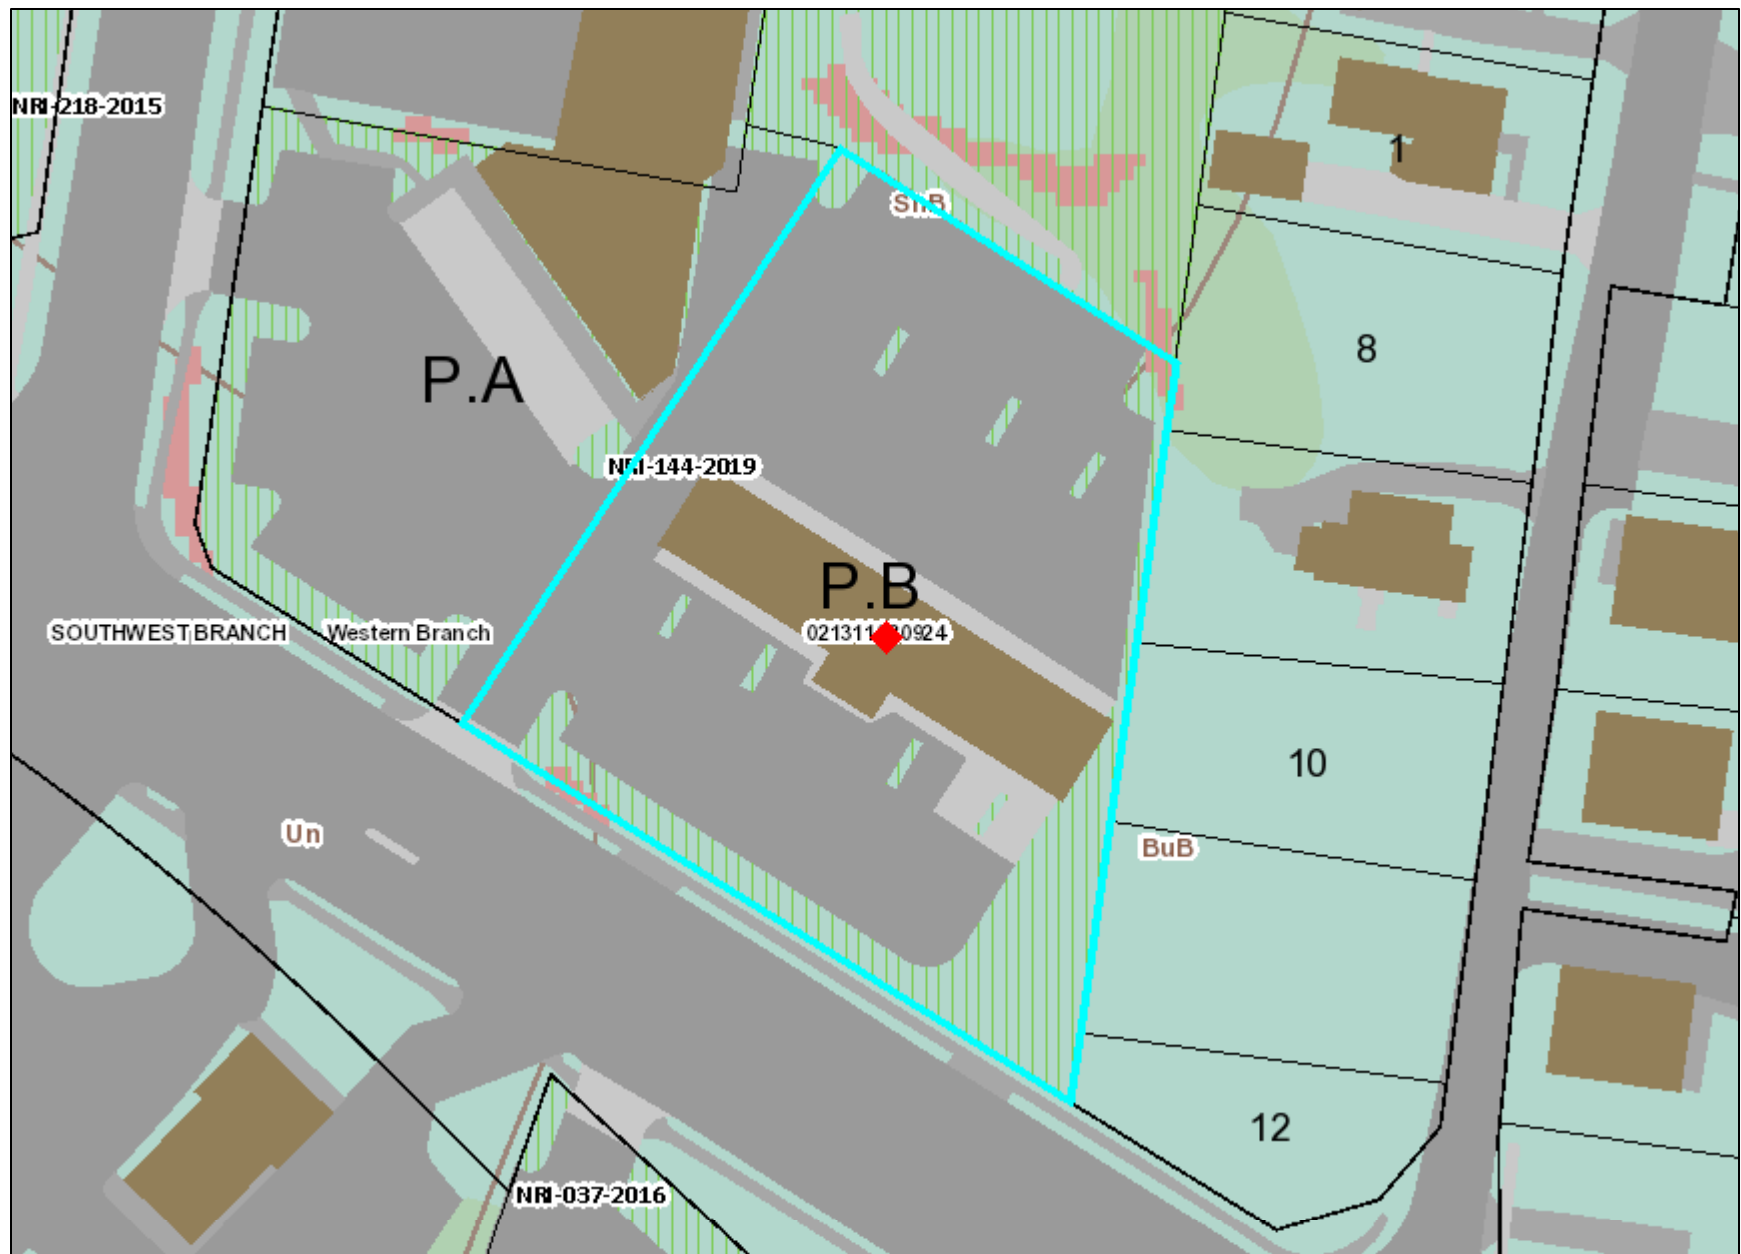 NRI-218-2015
1
SnB
8
P.A
NRI-144-2019
P.B
SOUTHWEST BRANCH
Western Branch
10
Un
BuB
12
NRI-037-2016